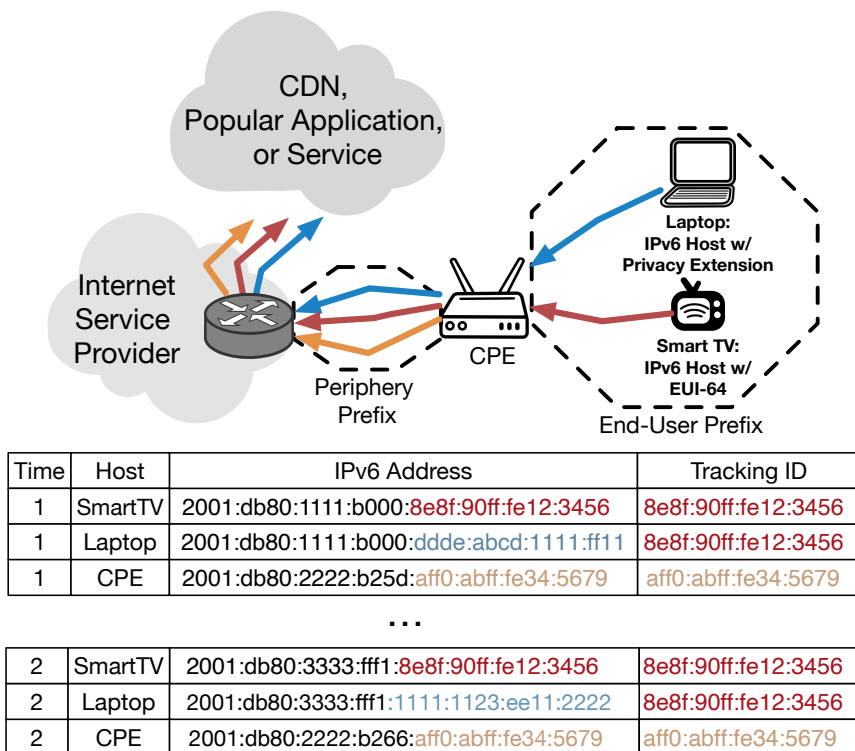 CDN,
Popular Application,
or Service
Internet
Service
Provider
Periphery
Prefix
CPE
Laptop:
IPv6 Host w/
Privacy Extension
Smart TV:
IPv6 Host w/
EUI-64
End-User Prefix
Time Host IPv6 Address Tracking ID
1 SmartTV 2001:db80:1111:b000:8e8f:90ff:fe12:3456 8e8f:90ff:fe12:3456
1 Laptop 2001:db80:1111:b000:ddde:abcd:1111:ff11 8e8f:90ff:fe12:3456
1 CPE 2001:db80:2222:b25d:aff0:abff:fe34:5679 aff0:abff:fe34:5679
...
2 SmartTV 2001:db80:3333:fff1:8e8f:90ff:fe12:3456 8e8f:90ff:fe12:3456
2 Laptop 2001:db80:3333:fff1:1111:1123:ee11:2222 8e8f:90ff:fe12:3456
2 CPE 2001:db80:2222:b266:aff0:abff:fe34:5679 aff0:abff:fe34:5679